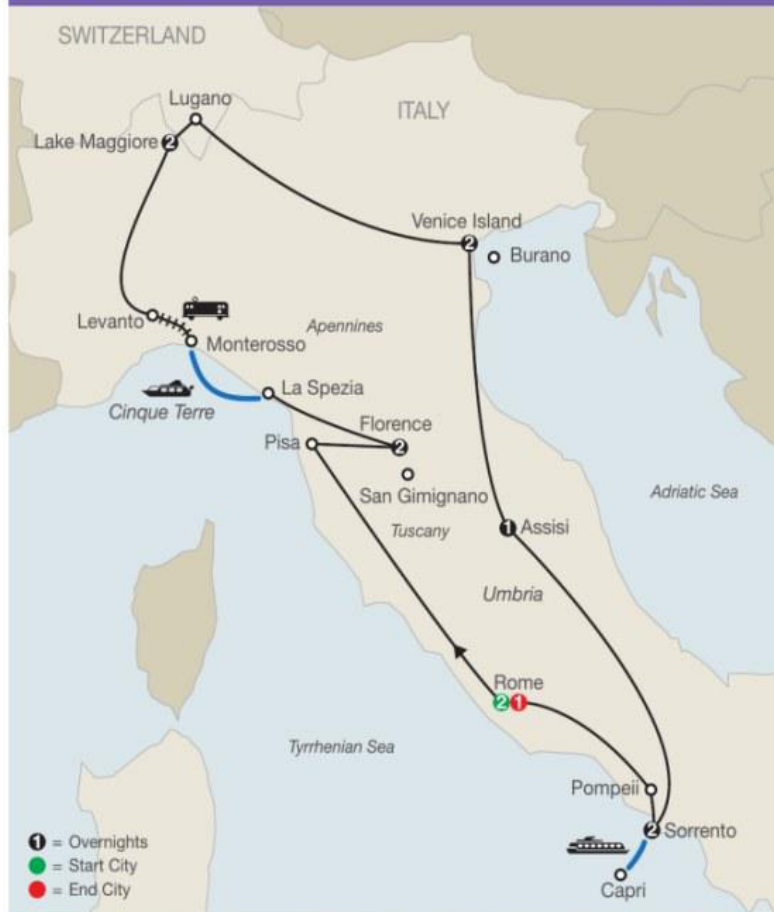 SWITZERLAND
Lugano
ITALY
Lake Maggiore 2
Venice Island
2
Burano
Levanto
Apennines
Monterosso
La Spezia
Cinque Terre
Florence
Pisa
2
San Gimignano
Adriatic Sea
Tuscany
1 Assisi
Umbria
Rome
2 1
Tyrrhenian Sea
Pompeii
2 Sorrento
1 = Overnights
= Start City
= End City
Capri